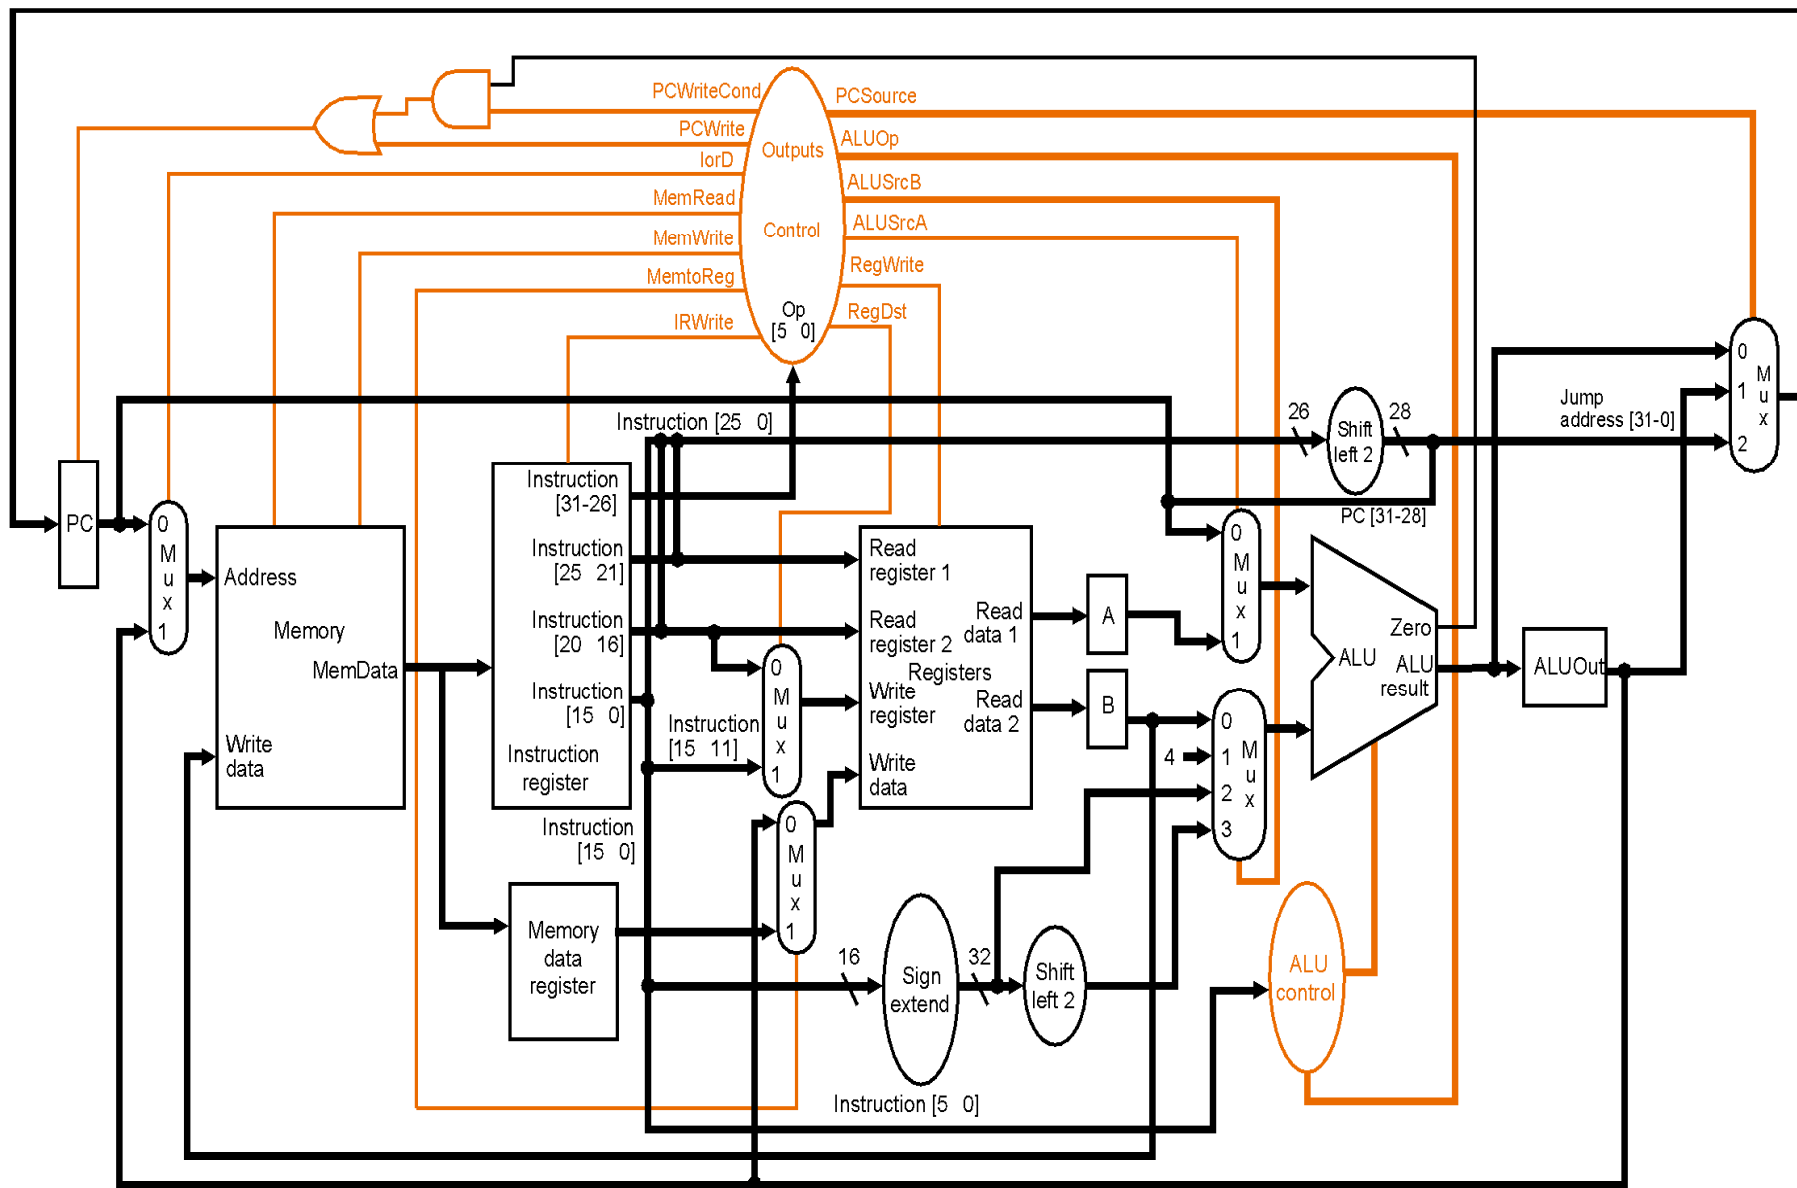 PCWriteCond
PCSource
PCWrite
ALUOp
Outputs
IorD
ALUSrcB
MemRead
ALUSrcA
Control
MemWrite
RegWrite
MemtoReg
Op
[5 0]
RegDst
IRWrite
0
1
2
M
u
x
Jump
address [31-0]
Instruction [25 0]
26
Shift
left 2
28
PC [31-28]
PC
0
M
u
x
1
Address
Memory
MemData
Write
data
Instruction
[31-26]
Instruction
[25 21]
Instruction
[20 16]
Instruction
[15 0]
Instruction
register
Instruction
[15 11]
0
M
u
x
1
Read
register 1
Read
register 2
Registers
Write
register
Write
data
Read
data 1
Read
data 2
A
B
0
M
u
x
1
4
0
1
2
3
M
u
x
Zero
ALU
ALU
result
ALUOut
Instruction
[15 0]
Memory
data
register
0
M
u
x
1
16
Sign
extend
32
Shift
left 2
ALU
control
Instruction [5 0]